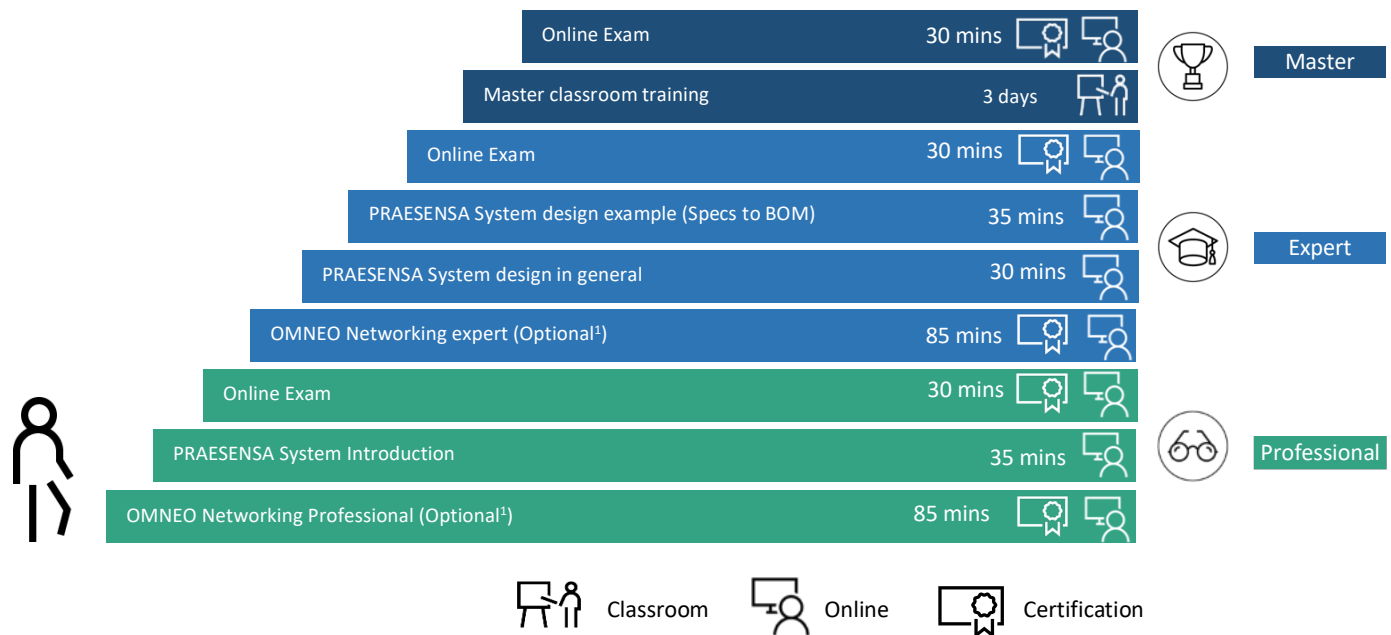 Online Exam 30 mins
Master
Master classroom training 3 days
Online Exam 30 mins
PRAESENSA System design example (Specs to BOM) 35 mins
Expert
PRAESENSA System design in general 30 mins
OMNEO Networking expert (Optional¹) 85 mins
Online Exam 30 mins
PRAESENSA System Introduction 35 mins
Professional
OMNEO Networking Professional (Optional¹) 85 mins
Classroom Online Certification